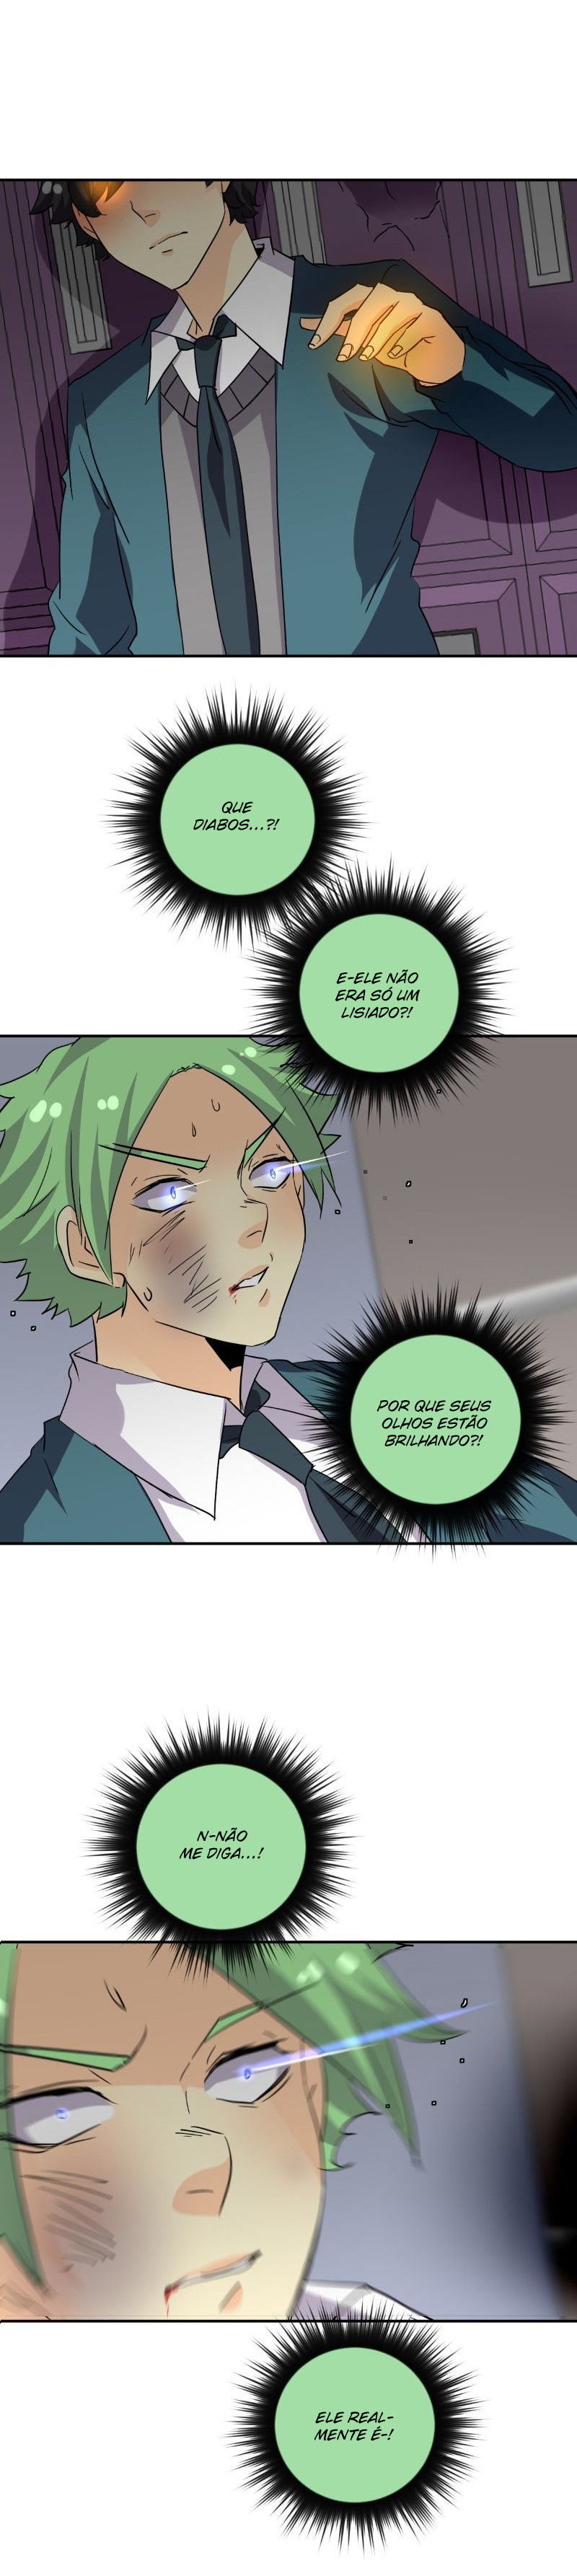 QUE
DIABOS...?!
E-ELE NÃO
ERA SÓ UM
LISIADO?!
POR QUE SEUS
OLHOS ESTÃO
BRILHANDO?!
N-NÃO
ME DIGA...!
ELE REAL-
MENTE É-!